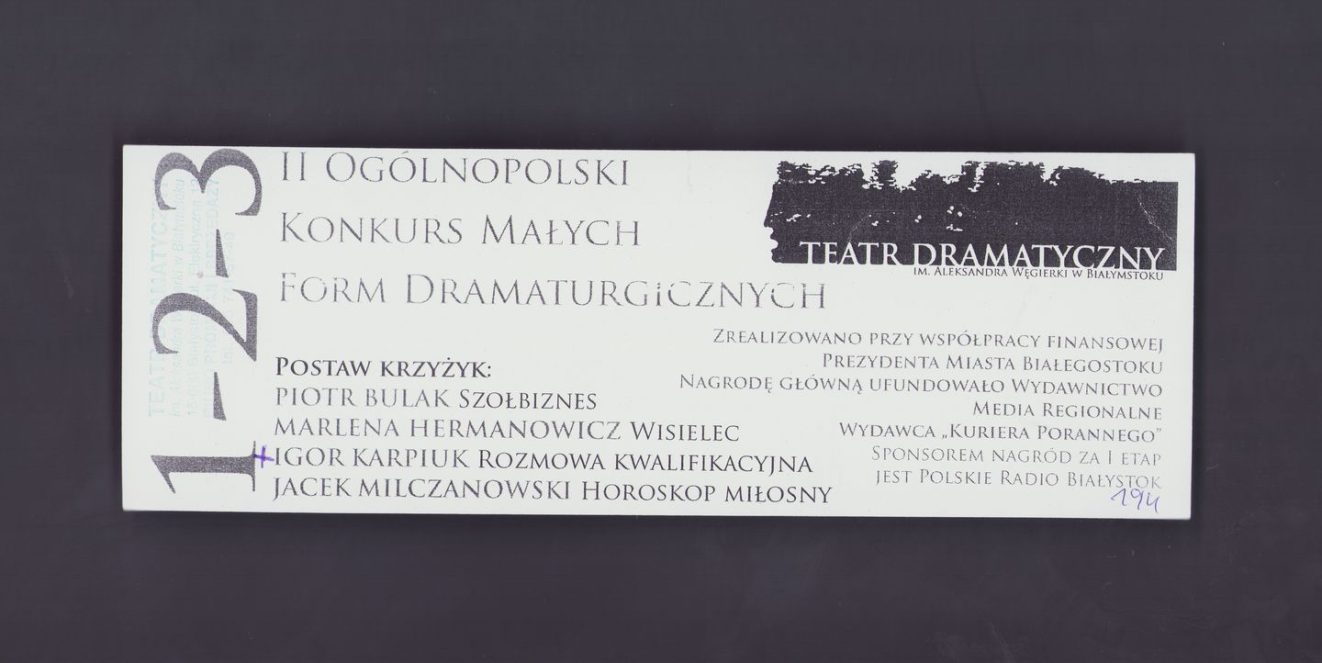 1-2-3
II Ogólnopolski
Konkurs Małych
Form Dramaturgicznych
Postaw krzyżyk:
PIOTR BULAK Szołbiznes
MARLENA HERMANOWICZ Wisielec
+IGOR KARPIUK Rozmowa kwalifikacyjna
JACEK MILCZANOWSKI Horoskop miłosny
TEATR DRAMATYCZNY
im. Aleksandra Węgierki w Białymstoku
Zrealizowano przy współpracy finansowej
Prezydenta Miasta Białegostoku
Nagrodę główną ufundowało Wydawnictwo
Media Regionalne
Wydawca „Kuriera Porannego”
Sponsorem nagród za I etap
jest Polskie Radio Białystok
194
TEATR DRAMATYCZNY